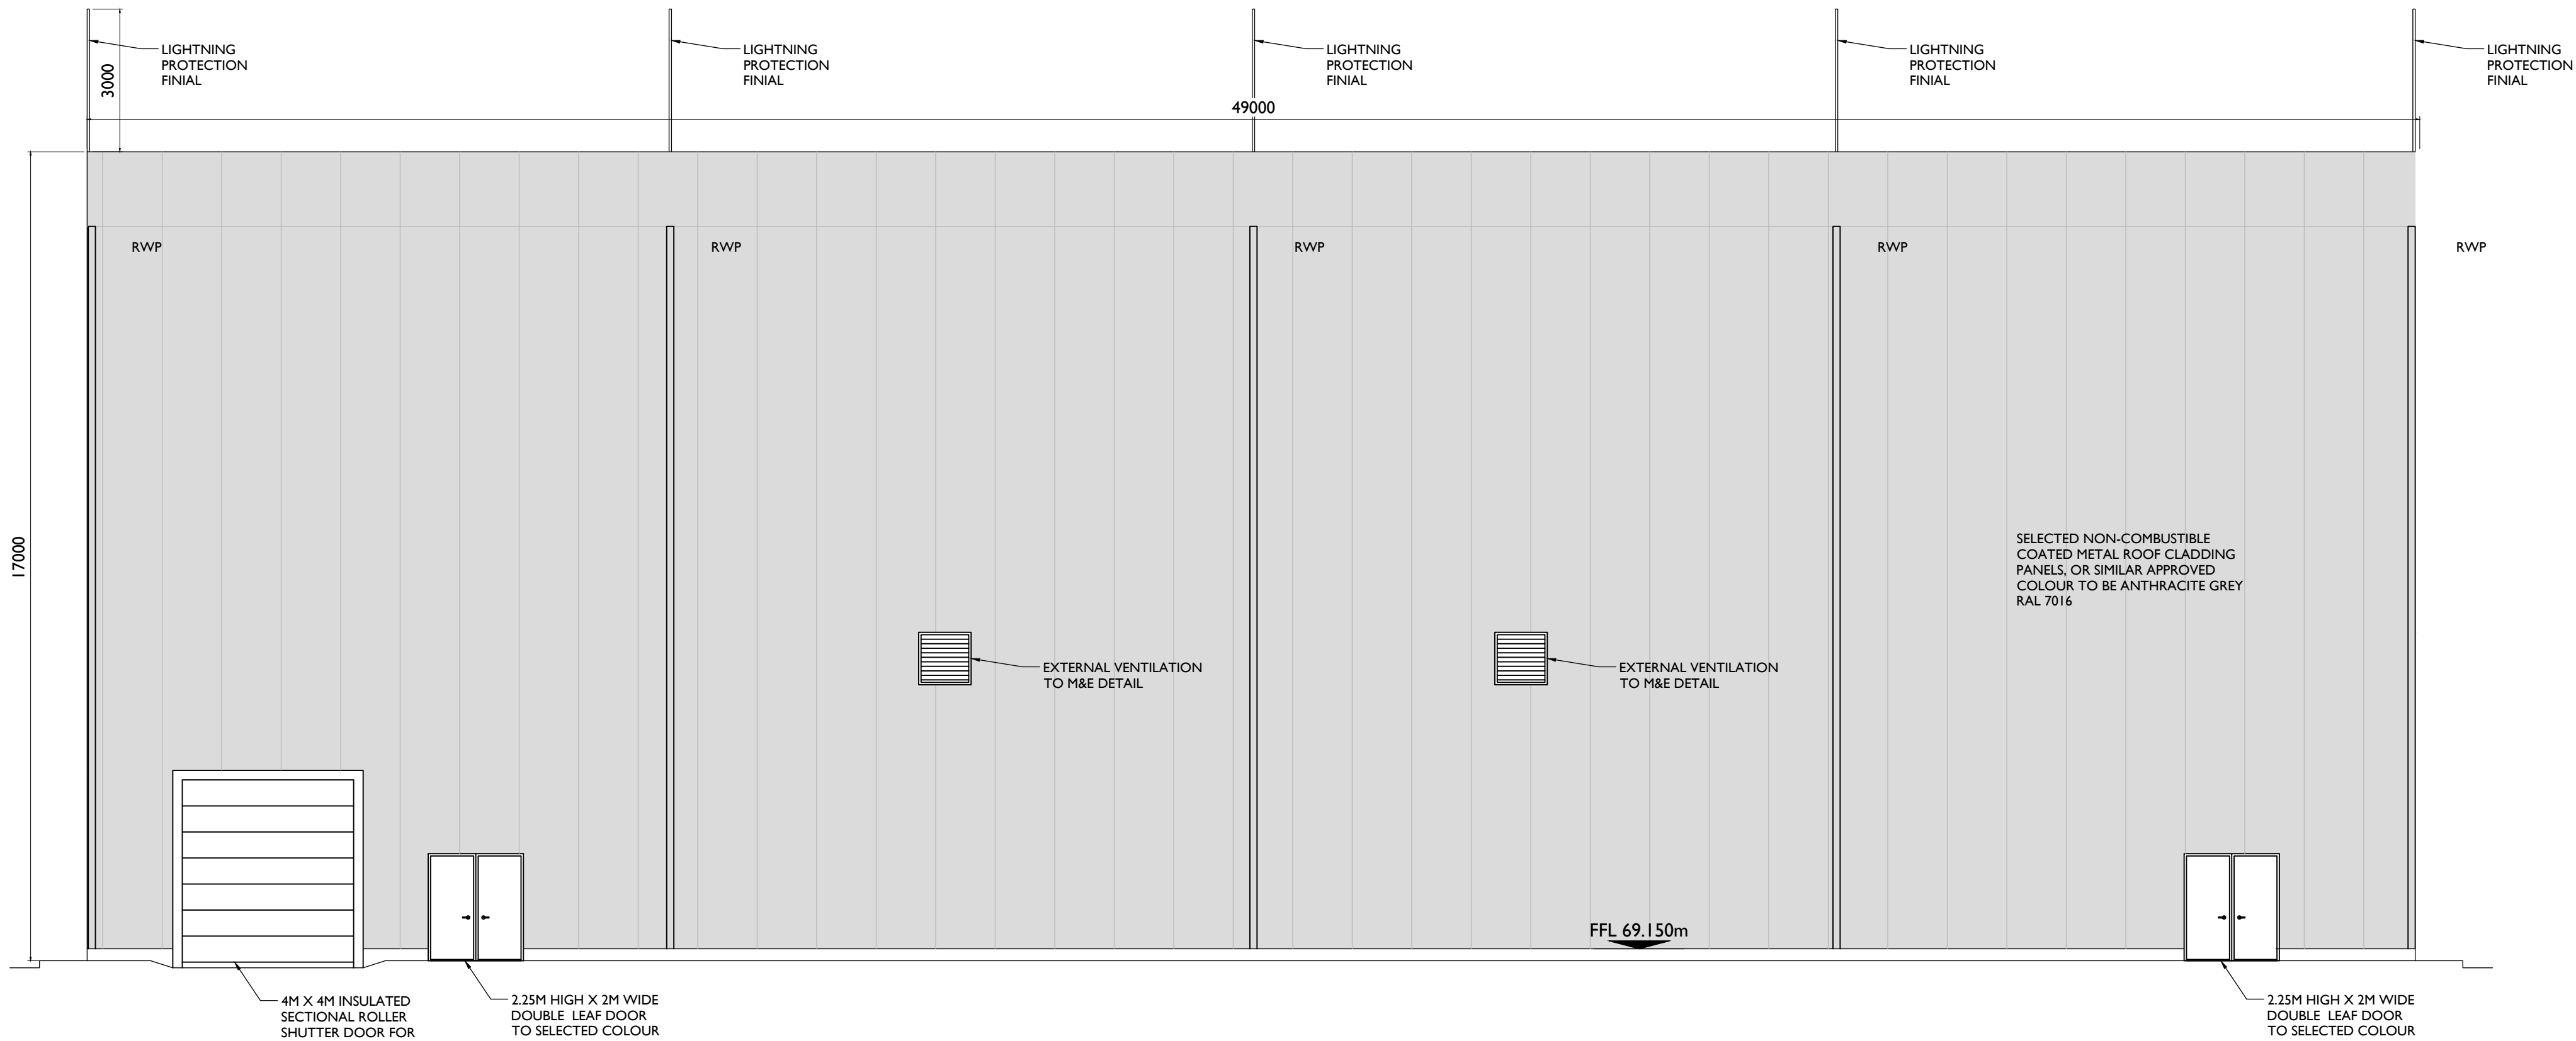 LIGHTNING
PROTECTION
FINIAL
LIGHTNING
PROTECTION
FINIAL
LIGHTNING
PROTECTION
FINIAL
LIGHTNING
PROTECTION
FINIAL
LIGHTNING
PROTECTION
FINIAL
3000
49000
RWP
RWP
RWP
RWP
RWP
17000
SELECTED NON-COMBUSTIBLE
COATED METAL ROOF CLADDING
PANELS, OR SIMILAR APPROVED
COLOUR TO BE ANTHRACITE GREY
RAL 7016
EXTERNAL VENTILATION
TO M&E DETAIL
EXTERNAL VENTILATION
TO M&E DETAIL
FFL 69.150m
4M X 4M INSULATED
SECTIONAL ROLLER
SHUTTER DOOR FOR
2.25M HIGH X 2M WIDE
DOUBLE LEAF DOOR
TO SELECTED COLOUR
2.25M HIGH X 2M WIDE
DOUBLE LEAF DOOR
TO SELECTED COLOUR